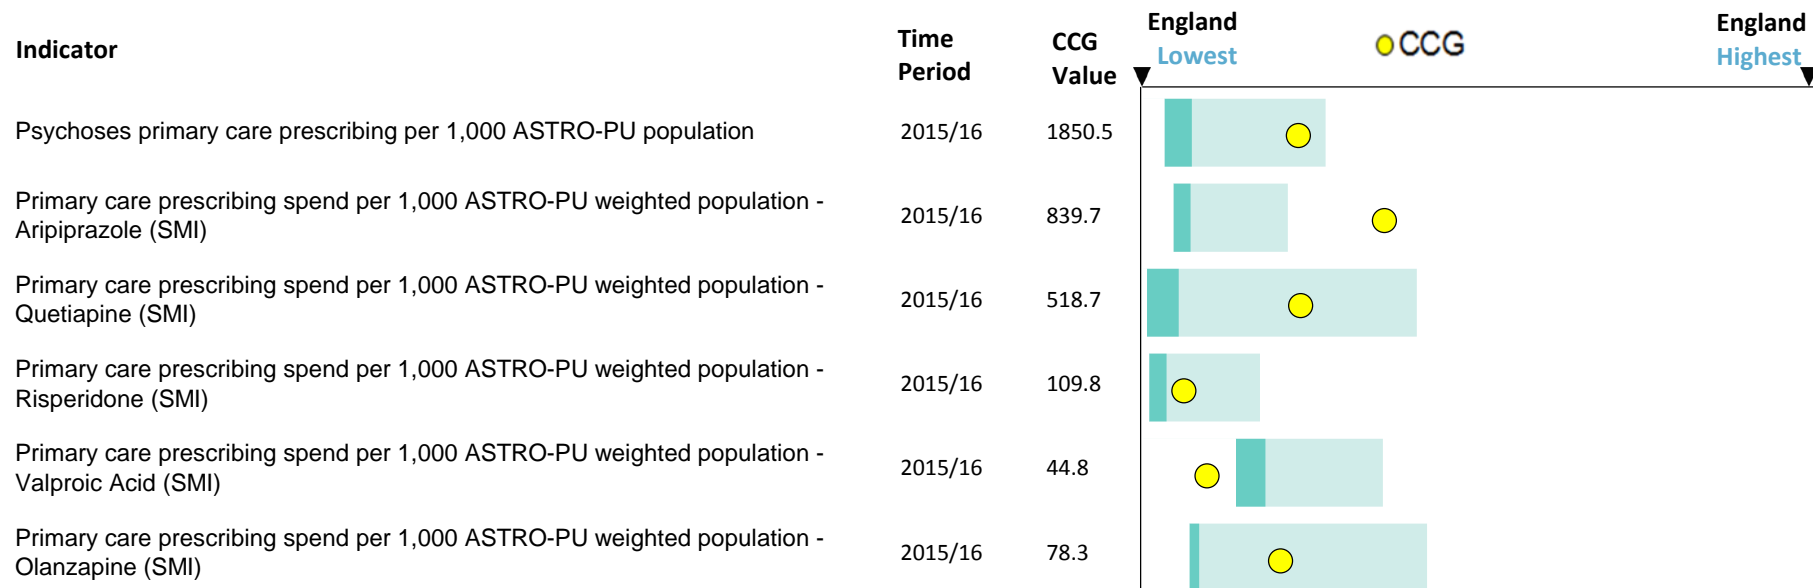 Indicator
Time Period
CCG Value
England Lowest
CCG
England Highest
Psychoses primary care prescribing per 1,000 ASTRO-PU population
2015/16
1850.5
Primary care prescribing spend per 1,000 ASTRO-PU weighted population -
Aripiprazole (SMI)
2015/16
839.7
Primary care prescribing spend per 1,000 ASTRO-PU weighted population -
Quetiapine (SMI)
2015/16
518.7
Primary care prescribing spend per 1,000 ASTRO-PU weighted population -
Risperidone (SMI)
2015/16
109.8
Primary care prescribing spend per 1,000 ASTRO-PU weighted population -
Valproic Acid (SMI)
2015/16
44.8
Primary care prescribing spend per 1,000 ASTRO-PU weighted population -
Olanzapine (SMI)
2015/16
78.3